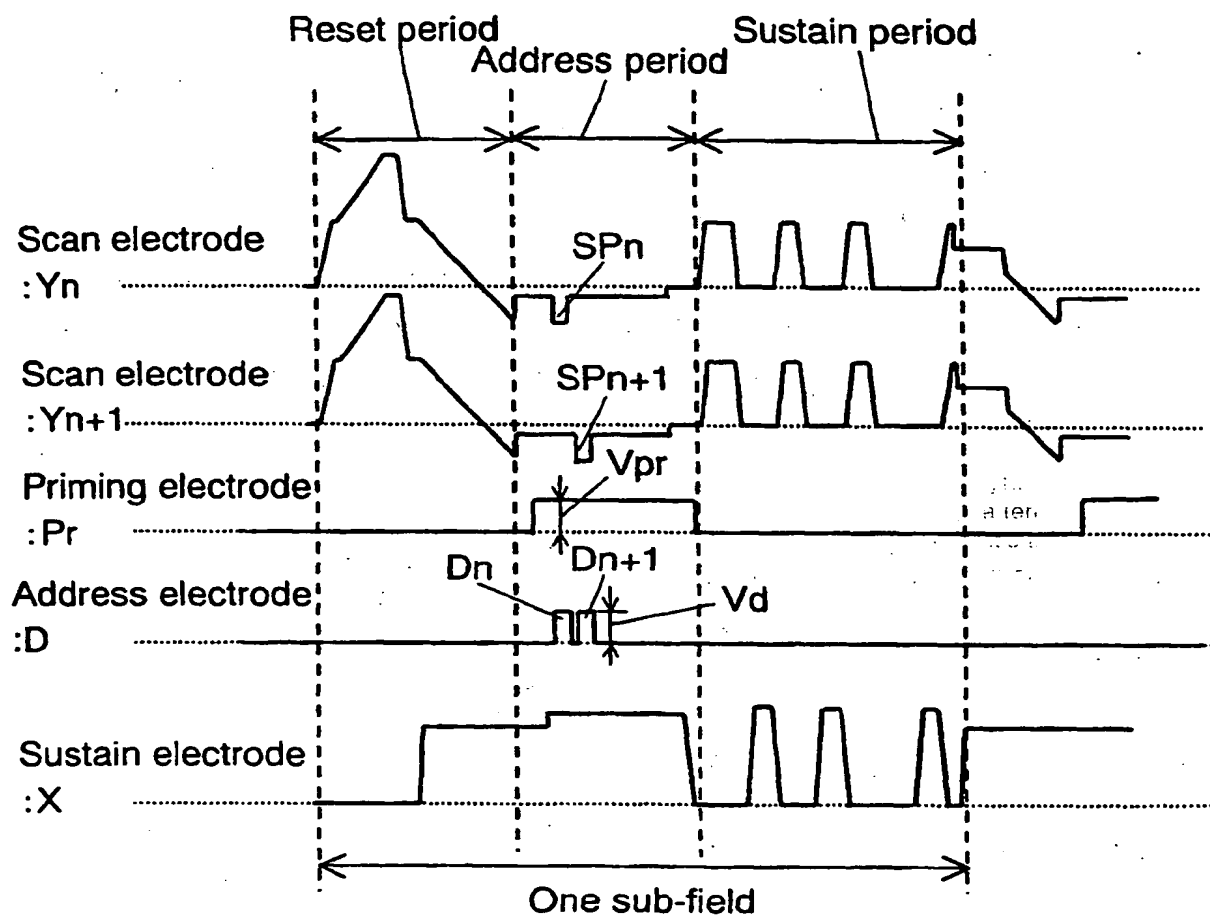 Reset period
Sustain period
Address period
Scan electrode
:Yn
SPn
Scan electrode
:Yn+1
SPn+1
Priming electrode
:Pr
Vpr
Address electrode
:D
Dn
Dn+1
Vd
Sustain electrode
:X
One sub-field